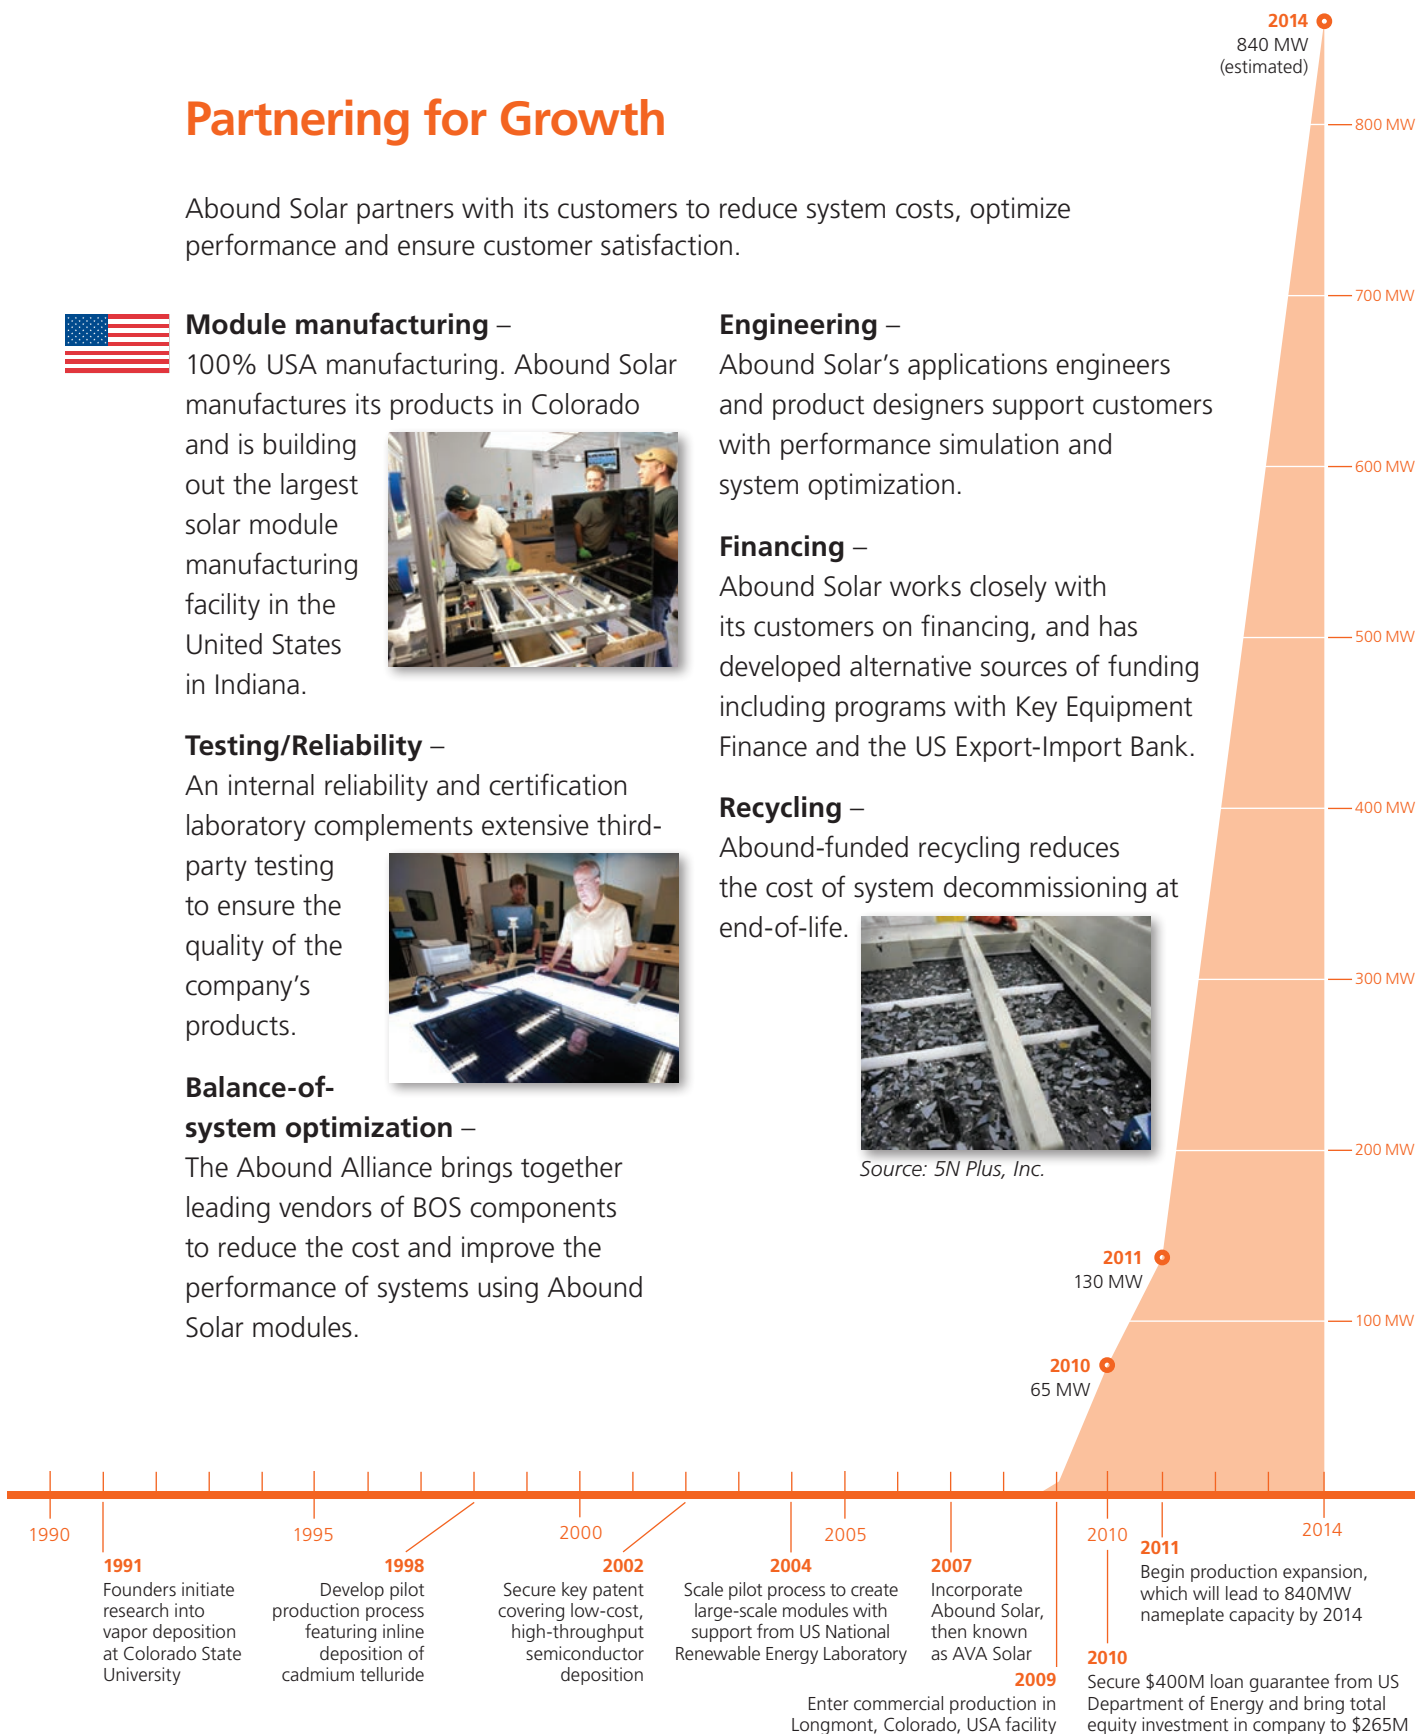 Partnering for Growth
Abound Solar partners with its customers to reduce system costs, optimize
performance and ensure customer satisfaction.
Module manufacturing –
100% USA manufacturing. Abound Solar
manufactures its products in Colorado
and is building
out the largest
solar module
manufacturing
facility in the
United States
in Indiana.
Testing/Reliability –
An internal reliability and certification
laboratory complements extensive third-
party testing
to ensure the
quality of the
company's
products.
Balance-of-
system optimization –
The Abound Alliance brings together
leading vendors of BOS components
to reduce the cost and improve the
performance of systems using Abound
Solar modules.
Engineering –
Abound Solar's applications engineers
and product designers support customers
with performance simulation and
system optimization.
Financing –
Abound Solar works closely with
its customers on financing, and has
developed alternative sources of funding
including programs with Key Equipment
Finance and the US Export-Import Bank.
Recycling –
Abound-funded recycling reduces
the cost of system decommissioning at
end-of-life.
Source: 5N Plus, Inc.
2014
840 MW
(estimated)
800 MW
700 MW
600 MW
500 MW
400 MW
300 MW
200 MW
100 MW
2011
130 MW
2010
65 MW
1990
1995
2000
2005
2010
2014
1991
Founders initiate
research into
vapor deposition
at Colorado State
University
1998
Develop pilot
production process
featuring inline
deposition of
cadmium telluride
2002
Secure key patent
covering low-cost,
high-throughput
semiconductor
deposition
2004
Scale pilot process to create
large-scale modules with
support from US National
Renewable Energy Laboratory
2007
Incorporate
Abound Solar,
then known
as AVA Solar
2009
Enter commercial production in
Longmont, Colorado, USA facility
2010
Secure $400M loan guarantee from US
Department of Energy and bring total
equity investment in company to $265M
2011
Begin production expansion,
which will lead to 840MW
nameplate capacity by 2014